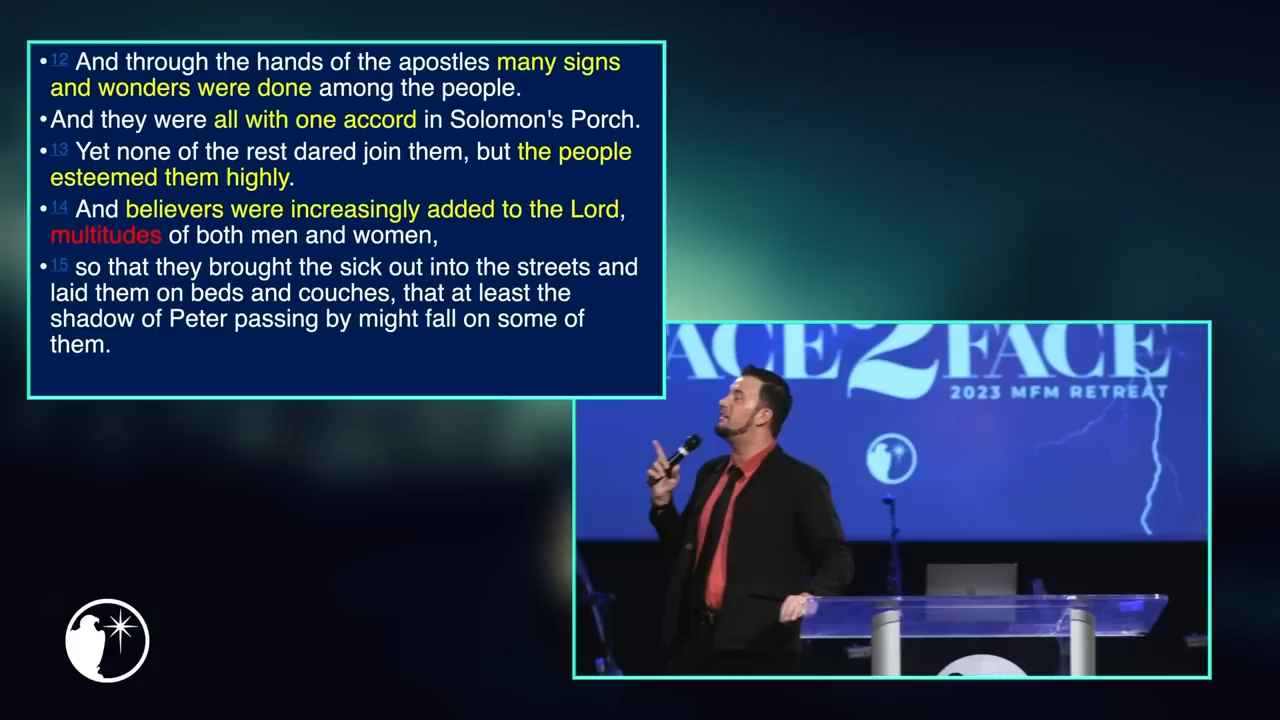 •12 And through the hands of the apostles many signs
and wonders were done among the people.
•And they were all with one accord in Solomon's Porch.
•13 Yet none of the rest dared join them, but the people
esteemed them highly.
•14 And believers were increasingly added to the Lord,
multitudes of both men and women,
•15 so that they brought the sick out into the streets and
laid them on beds and couches, that at least the
shadow of Peter passing by might fall on some of
them.
ACE 2 FACE
2023 MFM RETREAT